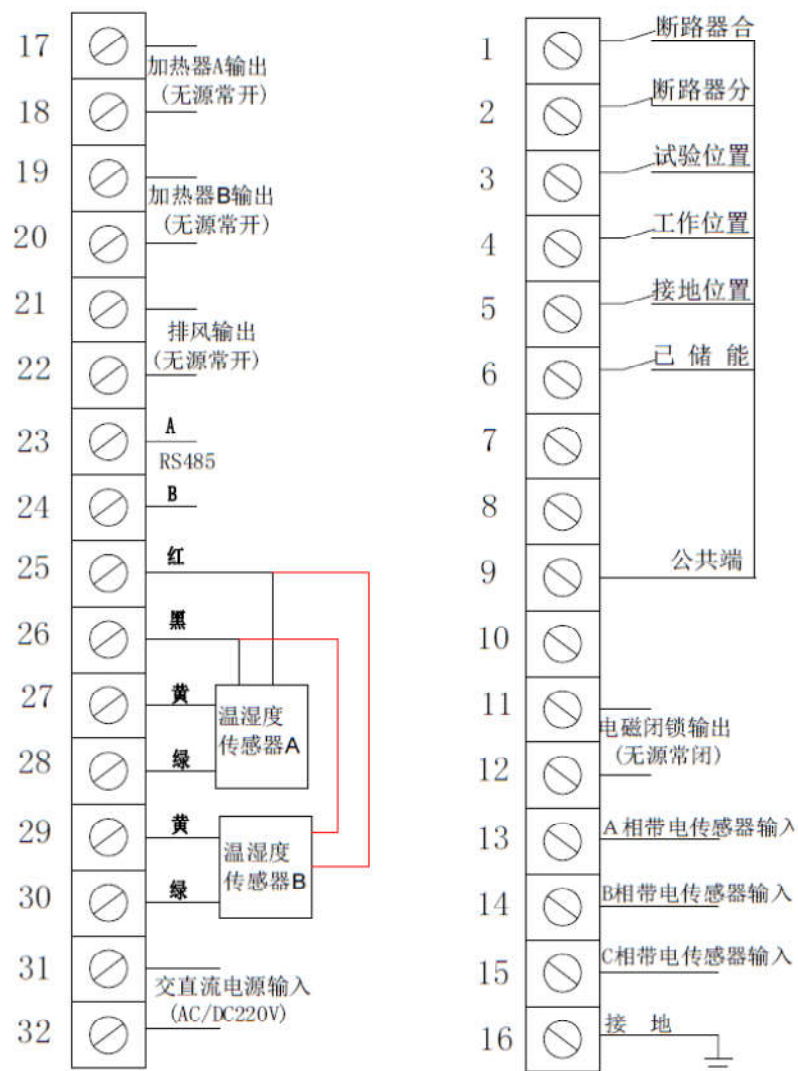 17
加热器A输出
(无源常开)
18
19
加热器B输出
(无源常开)
20
21
排风输出
(无源常开)
22
23
A
RS485
24
B
25
红
26
黑
27
黄
温湿度
传感器A
28
绿
29
黄
温湿度
传感器B
30
绿
31
交直流电源输入
(AC/DC220V)
32
1
断路器合
2
断路器分
3
试验位置
4
工作位置
5
接地位置
6
已 储 能
7
8
9
公共端
10
11
电磁闭锁输出
(无源常闭)
12
13
A相带电传感器输入
14
B相带电传感器输入
15
C相带电传感器输入
16
接 地